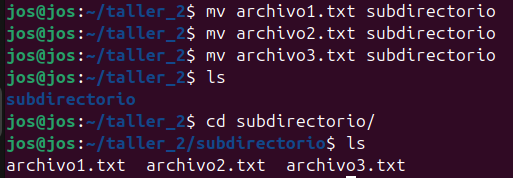 jos@jos:~/taller_2$ mv archivo1.txt subdirectorio
jos@jos:~/taller_2$ mv archivo2.txt subdirectorio
jos@jos:~/taller_2$ mv archivo3.txt subdirectorio
jos@jos:~/taller_2$ ls
subdirectorio
jos@jos:~/taller_2$ cd subdirectorio/
jos@jos:~/taller_2/subdirectorio$ ls
archivo1.txt  archivo2.txt  archivo3.txt